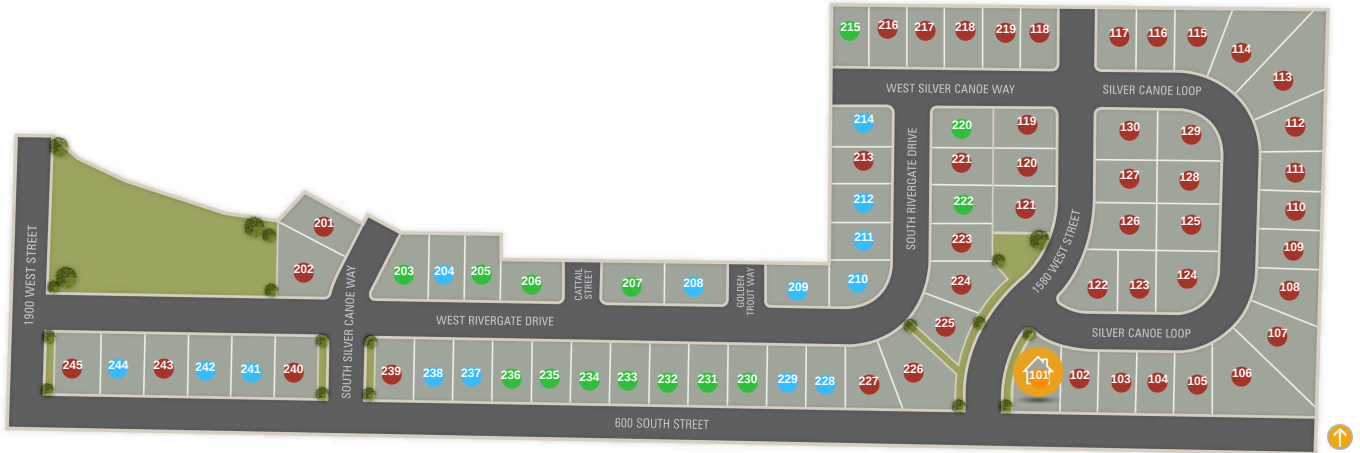 215 216 217 218 219 118 117 116 115 114
113
WEST SILVER CANOE WAY
SILVER CANOE LOOP
214 220 119 130 129 112
213 221 120 127 128 111
212 222 121 126 125 110
211 223 109
SOUTH RIVERGATE DRIVE
1580 WEST STREET
201
202
203 204 205 206 207 208 209 210 224 122 123 124 108
CATTAIL
STREET
GOLDEN
TROUT WAY
1900 WEST STREET
SOUTH SILVER CANOE WAY
WEST RIVERGATE DRIVE
225
SILVER CANOE LOOP
107
245 244 243 242 241 240 239 238 237 236 235 234 233 232 231 230 229 228 227 226 101 102 103 104 105 106
600 SOUTH STREET